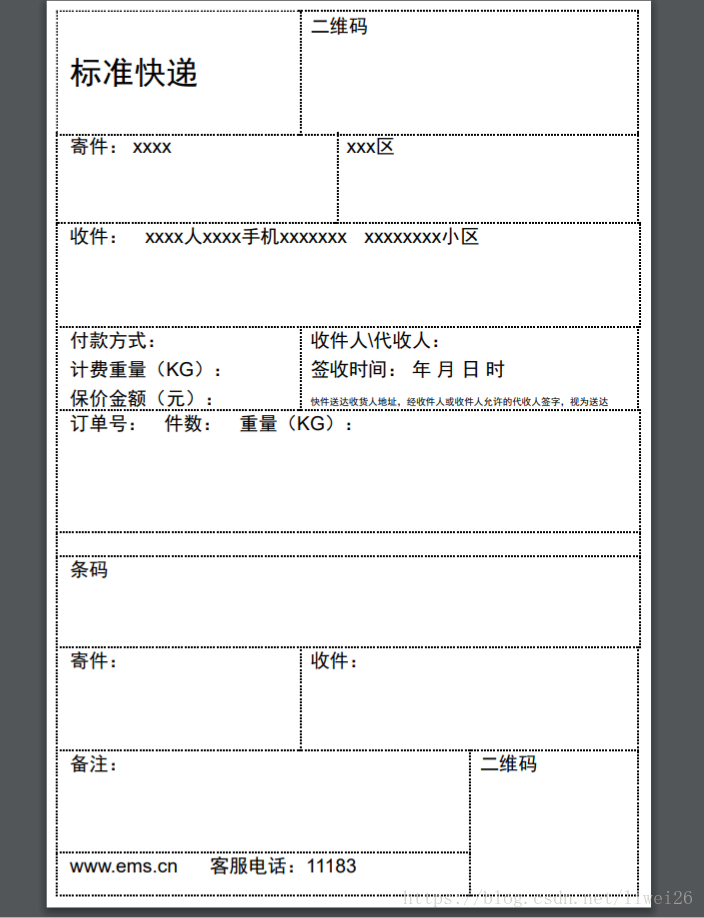 二维码
标准快递
寄件： xxxx
xxx区
收件： xxxx人xxxx手机xxxxxxx xxxxxxxx小区
付款方式：
收件人\代收人：
计费重量（KG）：
签收时间： 年 月 日 时
保价金额（元）：
快件送达收货人地址，经收件人或收件人允许的代收人签字，视为送达
订单号： 件数： 重量（KG）：
条码
寄件：
收件：
备注：
二维码
www.ems.cn 客服电话：11183
https://blog.csdn.net/liwei26